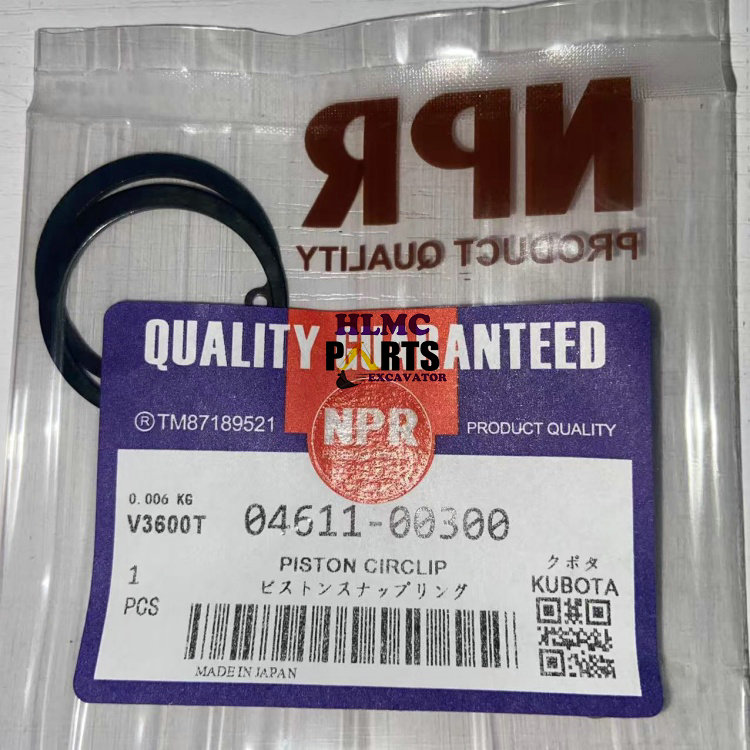 NPR
PRODUCT QUALITY
HLMC
PARTS
EXCAVATOR
QUALITY GUARANTEED
®TM87189521
NPR
PRODUCT QUALITY
0.006 KG
V3600T
04611-00300
PISTON CIRCLIP
ピストンスナップリング
1
PCS
クボタ
KUBOTA
MADE IN JAPAN